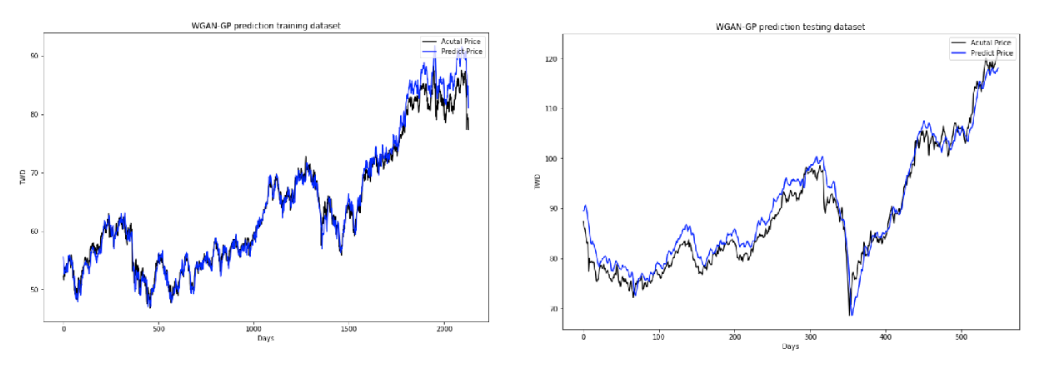 WGAN-GP prediction training dataset
Acutal Price
Predict Price
90
80
70
60
50
TWD
0
500
1000
1500
2000
Days
WGAN-GP prediction testing dataset
Acutal Price
Predict Price
120
110
100
90
80
70
TWD
0
100
200
300
400
500
Days